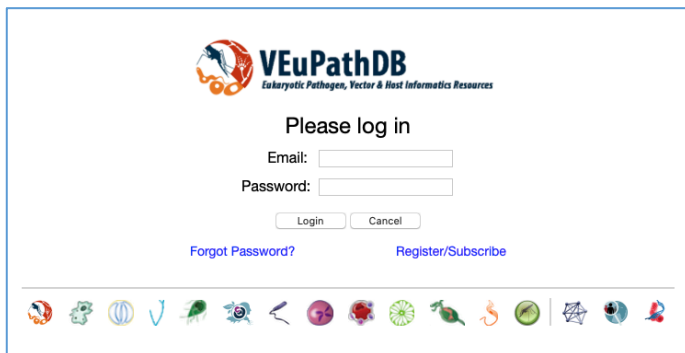 VEuPathDB
Eukaryotic Pathogen, Vector & Host Informatics Resources
Please log in
Email:
Password:
Login Cancel
Forgot Password? Register/Subscribe